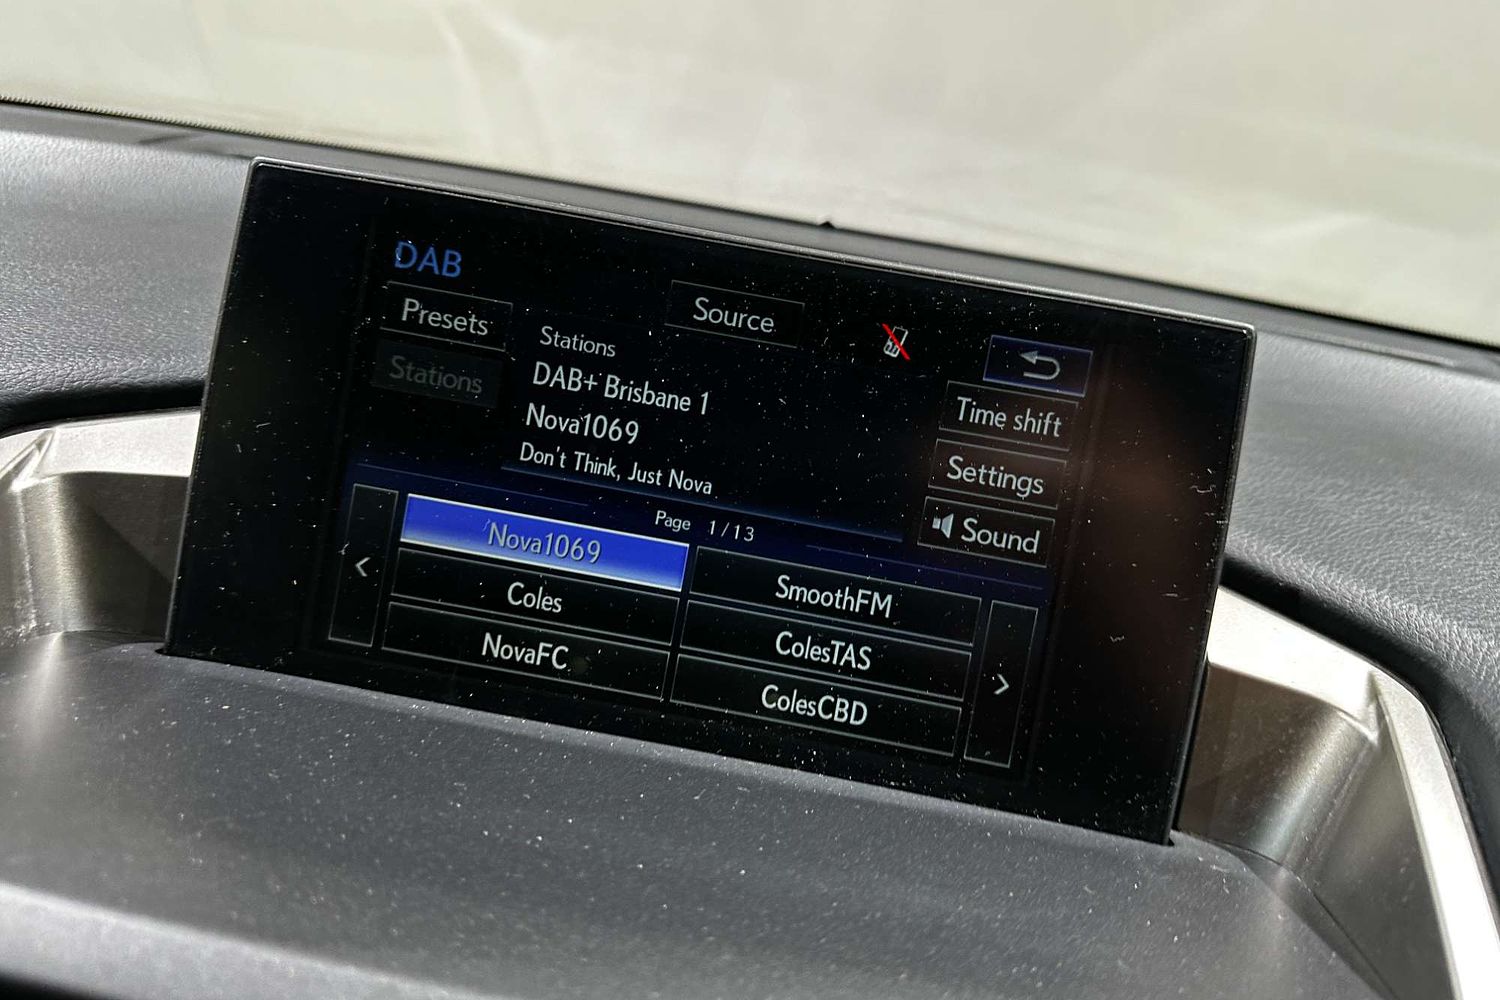 DAB
Source
Presets
Stations
Stations
DAB+ Brisbane 1
Nova1069
Don't Think, Just Nova
Time shift
Settings
Sound
Page 1/13
Nova1069
SmoothFM
Coles
ColesTAS
NovaFC
ColesCBD